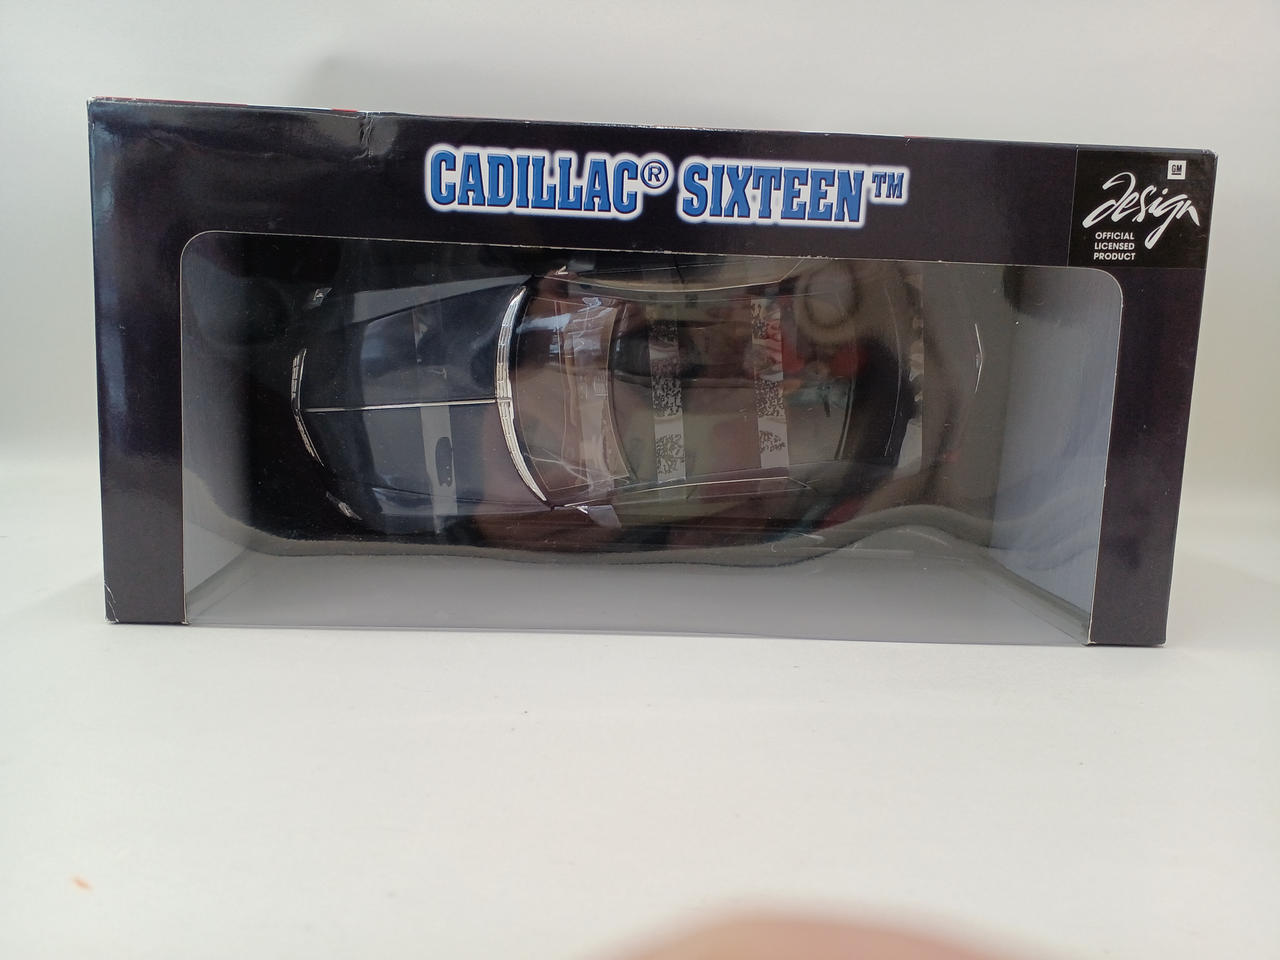 CADILLAC® SIXTEEN™
GM
design
OFFICIAL
LICENSED
PRODUCT